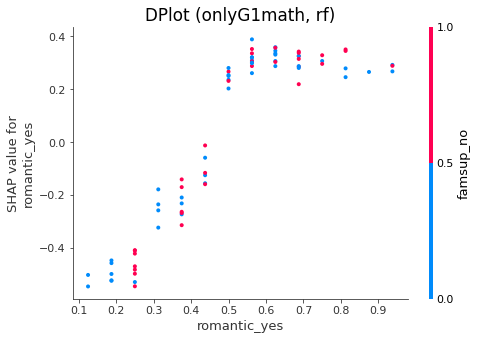 DPlot (onlyG1math, rf)
0.4
0.2
0.0
−0.2
−0.4
SHAP value for
romantic_yes
0.1 0.2 0.3 0.4 0.5 0.6 0.7 0.8 0.9
romantic_yes
1.0
0.5
0.0
famsup_no